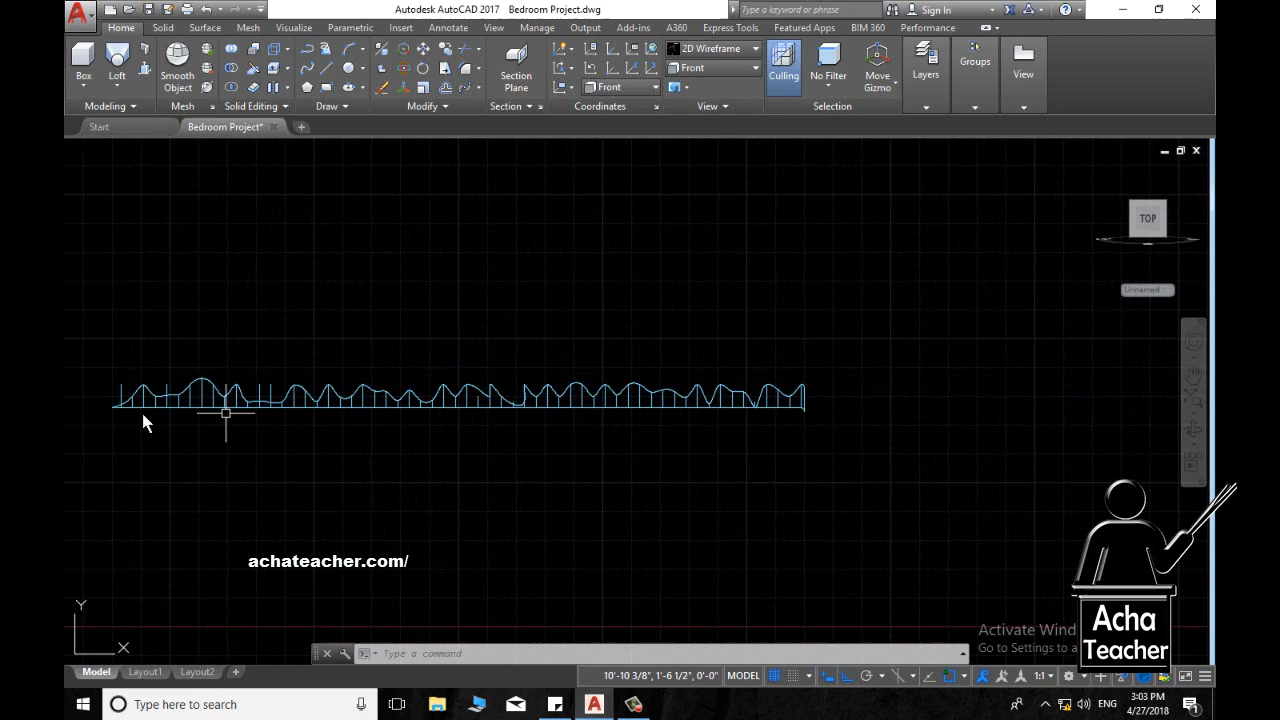 Autodesk AutoCAD 2017 Bedroom Project.dwg
Type a keyword or phrase
Sign In
Home Solid Surface Mesh Visualize Parametric Insert Annotate View Manage Output Add-ins A360 Express Tools Featured Apps BIM 360 Performance
Box
Loft
Smooth
Object
Section
Plane
2D Wireframe
Front
Front
Culling
No Filter
Move
Gizmo
Layers
Groups
View
Modeling Mesh Solid Editing Draw Modify Section Coordinates View Selection
Start
Bedroom Project*
TOP
Unnamed
achateacher.com/
Y
X
Activate Wind
Go to Settings to a
Acha
Teacher
Type a command
Model Layout1 Layout2
10'-10 3/8", 1'-6 1/2", 0'-0" MODEL
1:1
Type here to search
ENG
3:03 PM
4/27/2018
1